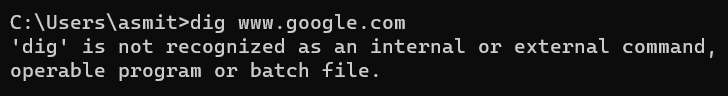 C:\Users\asmit>dig www.google.com
'dig' is not recognized as an internal or external command,
operable program or batch file.